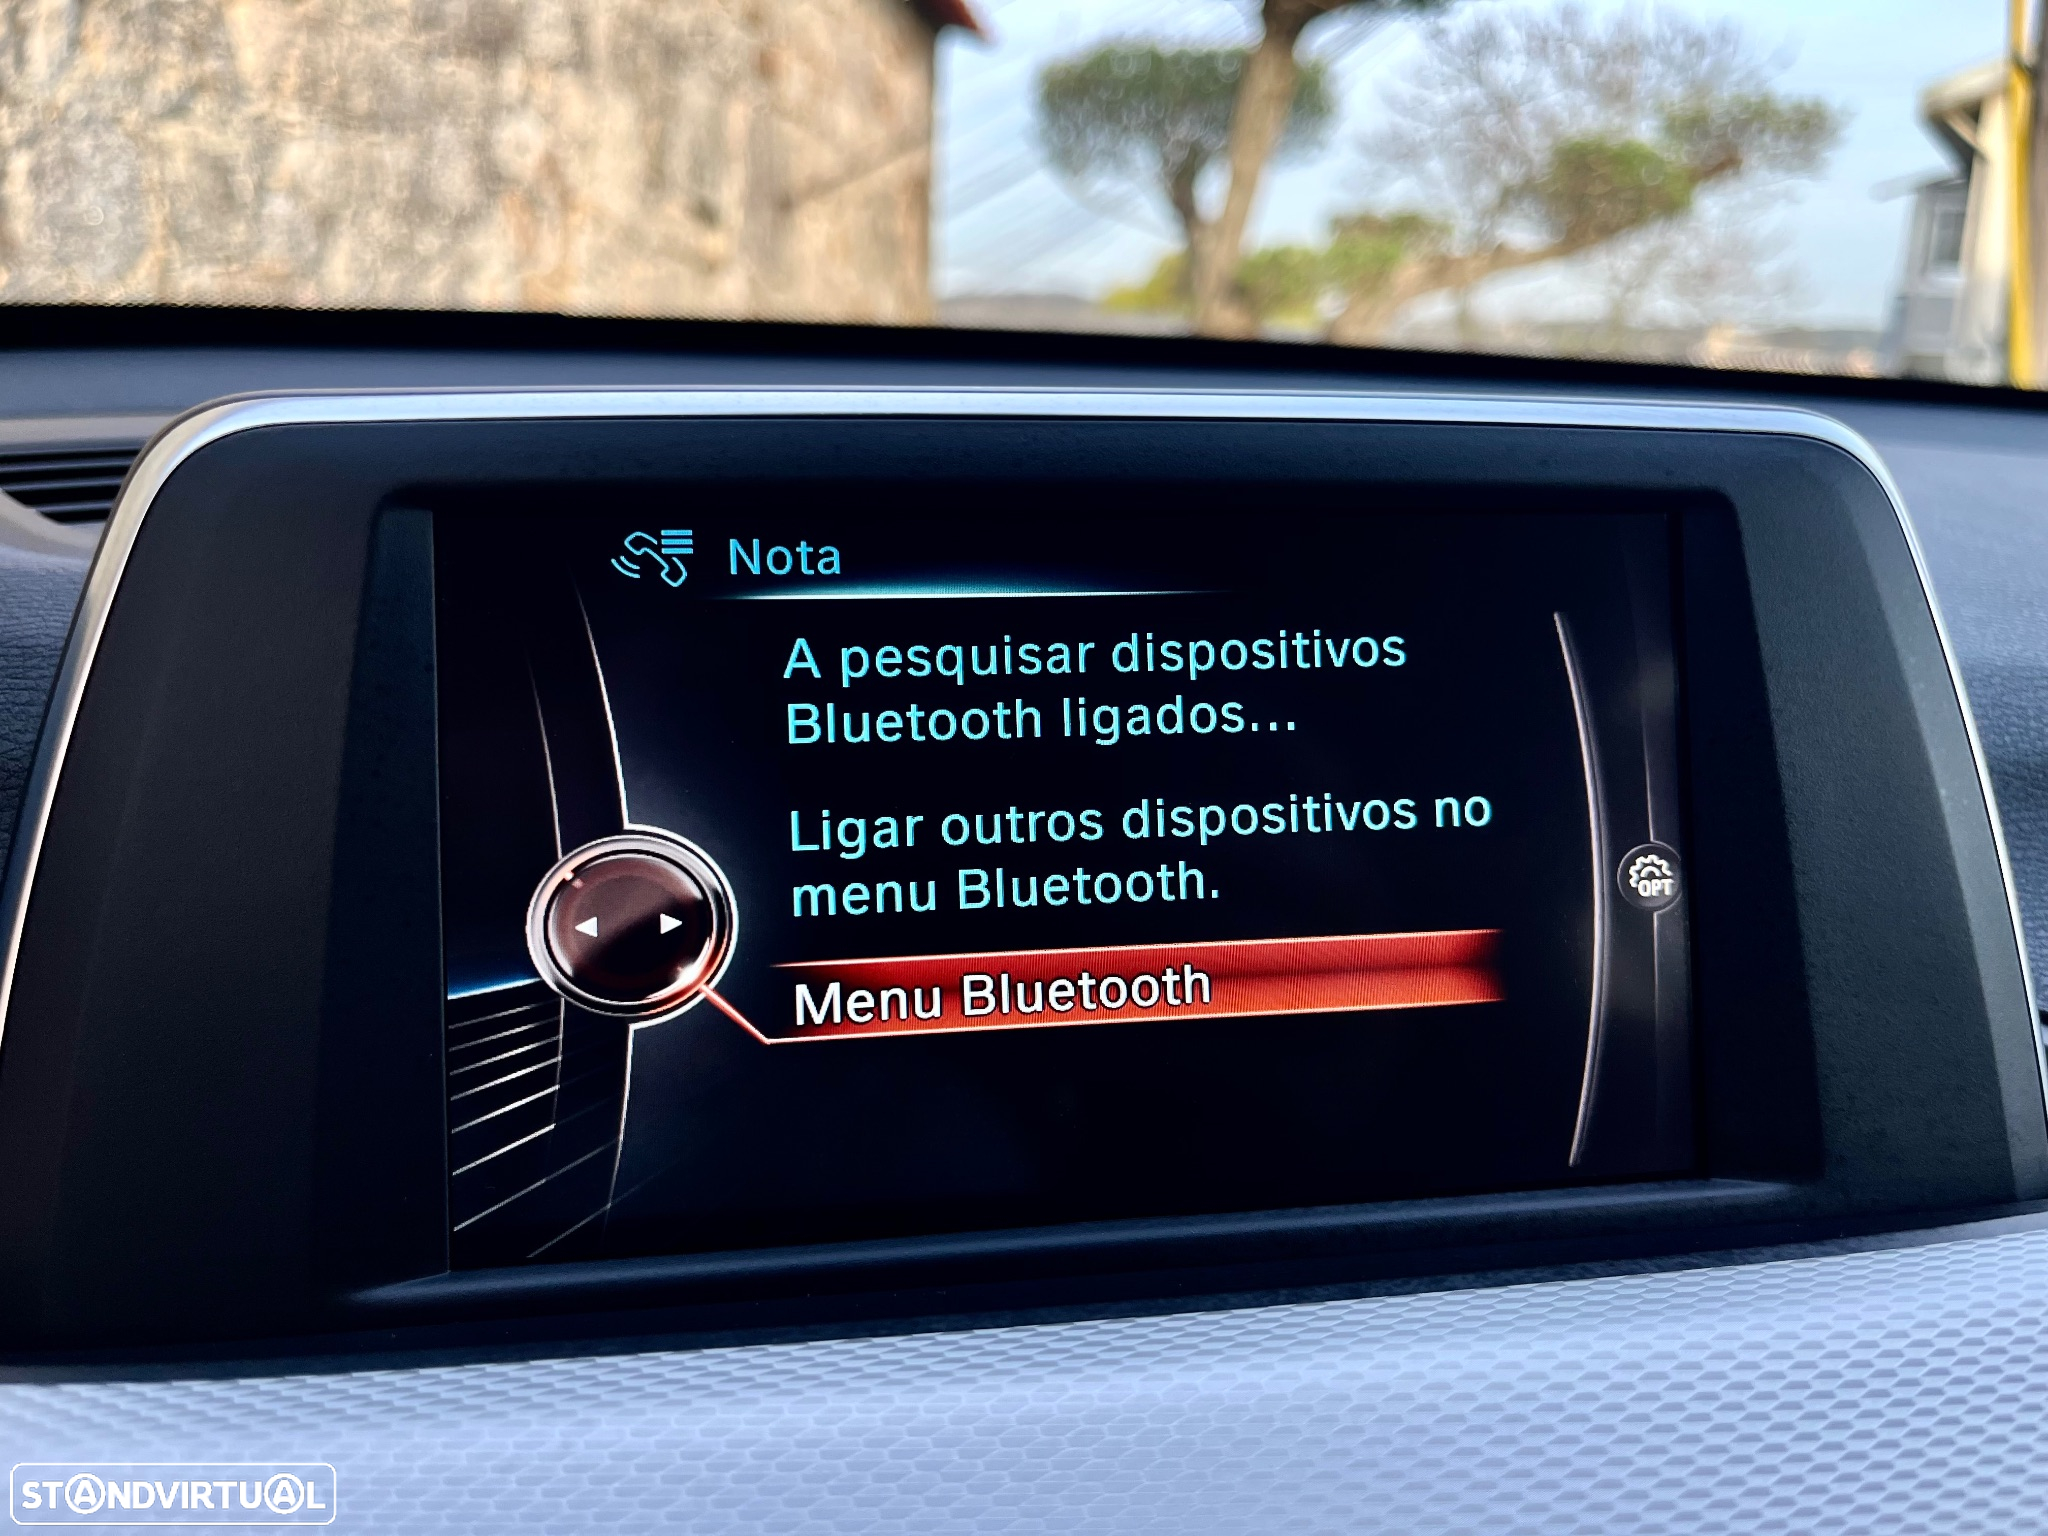 Nota
A pesquisar dispositivos
Bluetooth ligados...
Ligar outros dispositivos no
menu Bluetooth.
OPT
Menu Bluetooth
STANDVIRTUAL